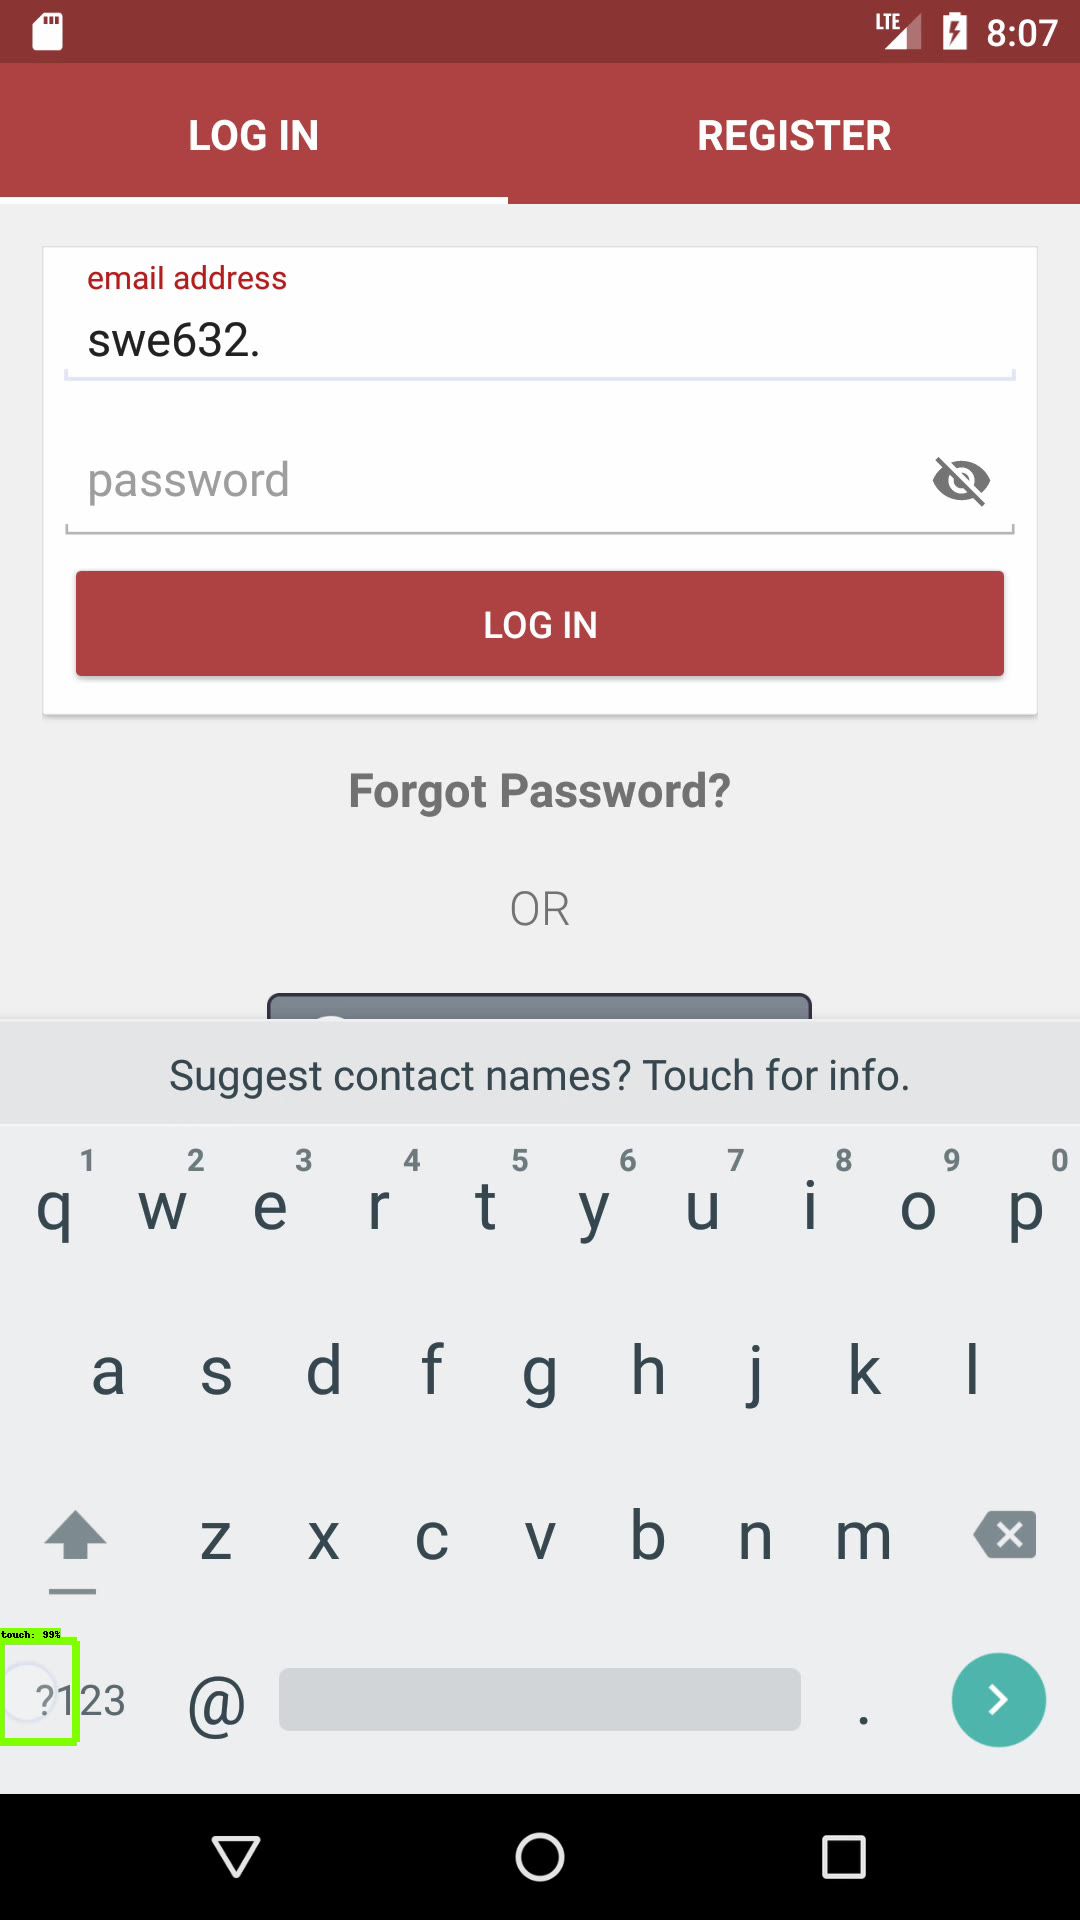 LTE 8:07
LOG IN REGISTER
email address
swe632.
password
LOG IN
Forgot Password?
OR
Suggest contact names? Touch for info.
1 2 3 4 5 6 7 8 9 0
q w e r t y u i o p
a s d f g h j k l
z x c v b n m
touch: 99%
?123 @ .